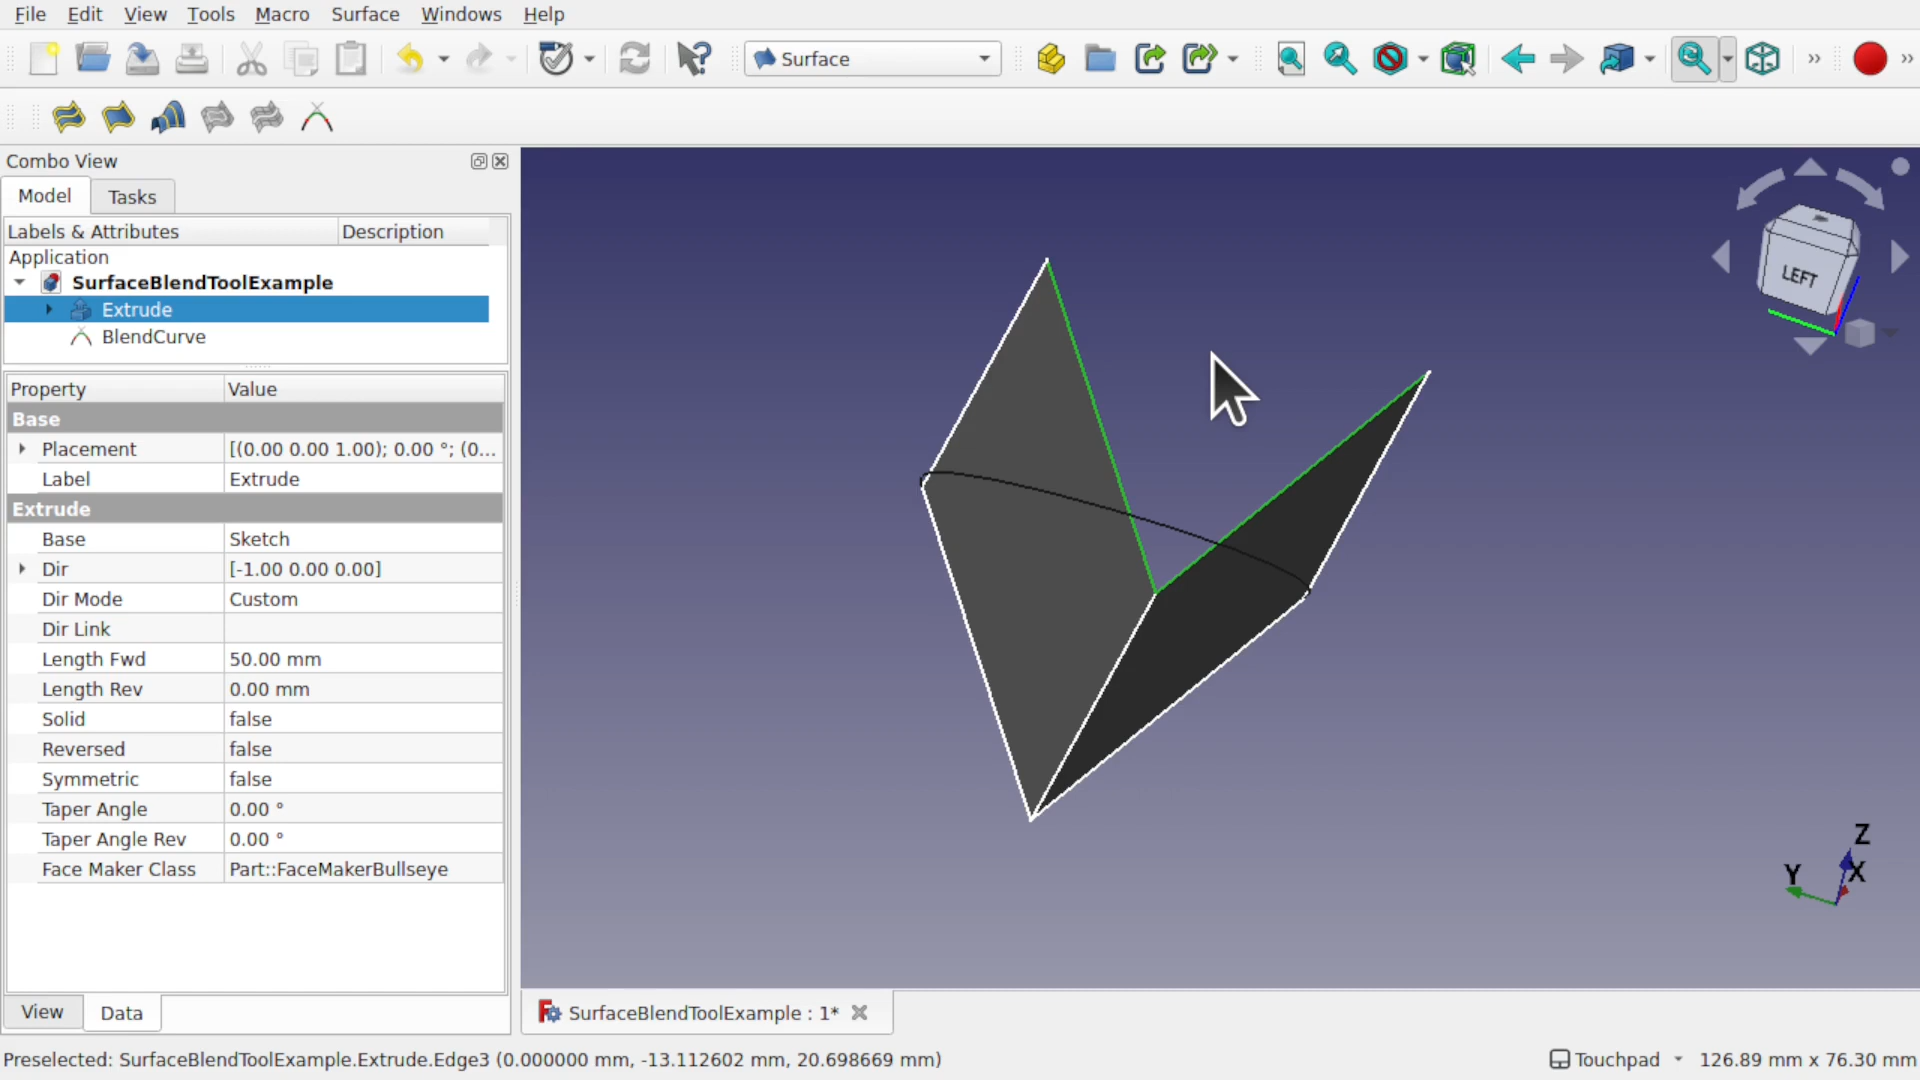 File Edit View Tools Macro Surface Windows Help
Surface
Combo View
Model Tasks
Labels & Attributes Description
Application
SurfaceBlendToolExample
Extrude
BlendCurve
Property Value
Base
Placement [(0.00 0.00 1.00); 0.00 °; (0...
Label Extrude
Extrude
Base Sketch
Dir [-1.00 0.00 0.00]
Dir Mode Custom
Dir Link
Length Fwd 50.00 mm
Length Rev 0.00 mm
Solid false
Reversed false
Symmetric false
Taper Angle 0.00 °
Taper Angle Rev 0.00 °
Face Maker Class Part::FaceMakerBullseye
View Data
LEFT
Z
Y X
SurfaceBlendToolExample : 1*
Preselected: SurfaceBlendToolExample.Extrude.Edge3 (0.000000 mm, -13.112602 mm, 20.698669 mm)
Touchpad 126.89 mm x 76.30 mm